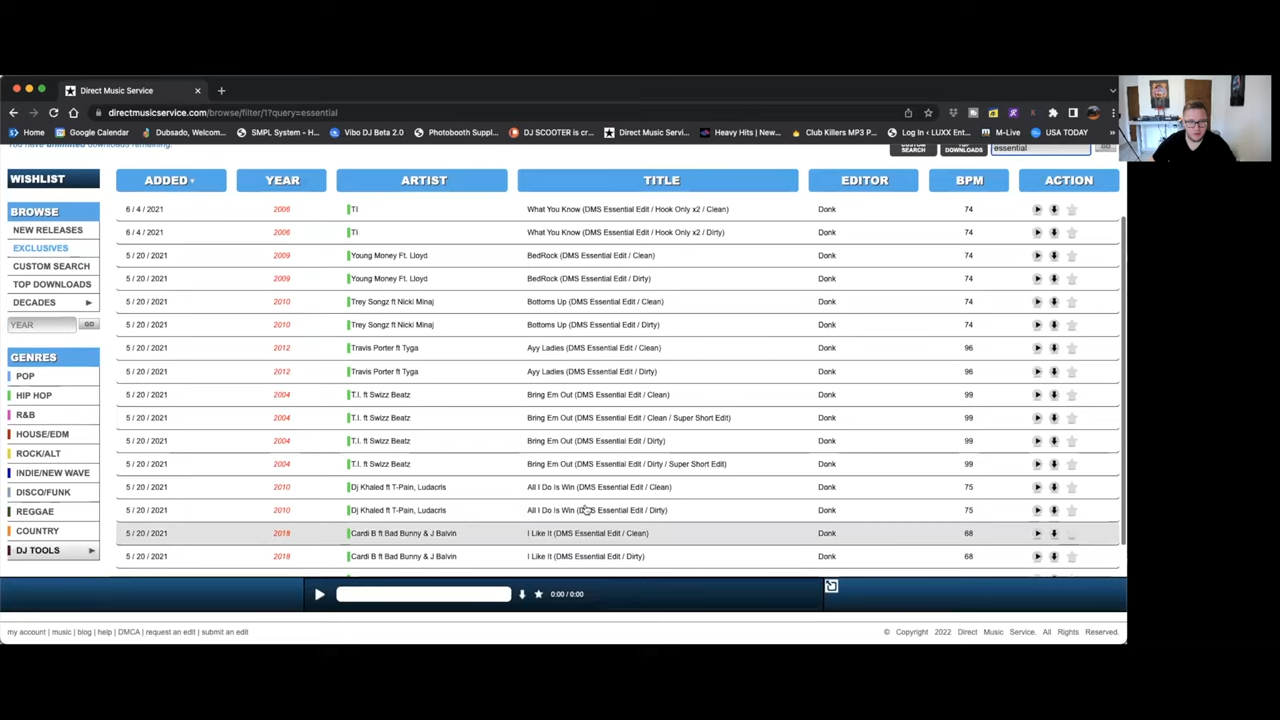 Direct Music Service
directmusicservice.com/browse/filter/1?query=essential
Home Google Calendar Dubsado, Welcom... SMPL System - H... Vibo DJ Beta 2.0 Photobooth Suppl... DJ SCOOTER is cr... Direct Music Servi... Heavy Hits | New... Club Killers MP3 P... Log In ‹ LUXX Ent... M-Live USA TODAY
You have unlimited downloads remaining.
CUSTOM SEARCH TOP DOWNLOADS essential GO
WISHLIST
BROWSE
NEW RELEASES
EXCLUSIVES
CUSTOM SEARCH
TOP DOWNLOADS
DECADES
YEAR GO
GENRES
POP
HIP HOP
R&B
HOUSE/EDM
ROCK/ALT
INDIE/NEW WAVE
DISCO/FUNK
REGGAE
COUNTRY
DJ TOOLS
ADDED YEAR ARTIST TITLE EDITOR BPM ACTION
6 / 4 / 2021 2006 TI What You Know (DMS Essential Edit / Hook Only x2 / Clean) Donk 74
6 / 4 / 2021 2006 TI What You Know (DMS Essential Edit / Hook Only x2 / Dirty) Donk 74
5 / 20 / 2021 2009 Young Money Ft. Lloyd BedRock (DMS Essential Edit / Clean) Donk 74
5 / 20 / 2021 2009 Young Money Ft. Lloyd BedRock (DMS Essential Edit / Dirty) Donk 74
5 / 20 / 2021 2010 Trey Songz ft Nicki Minaj Bottoms Up (DMS Essential Edit / Clean) Donk 74
5 / 20 / 2021 2010 Trey Songz ft Nicki Minaj Bottoms Up (DMS Essential Edit / Dirty) Donk 74
5 / 20 / 2021 2012 Travis Porter ft Tyga Ayy Ladies (DMS Essential Edit / Clean) Donk 96
5 / 20 / 2021 2012 Travis Porter ft Tyga Ayy Ladies (DMS Essential Edit / Dirty) Donk 96
5 / 20 / 2021 2004 T.I. ft Swizz Beatz Bring Em Out (DMS Essential Edit / Clean) Donk 99
5 / 20 / 2021 2004 T.I. ft Swizz Beatz Bring Em Out (DMS Essential Edit / Clean / Super Short Edit) Donk 99
5 / 20 / 2021 2004 T.I. ft Swizz Beatz Bring Em Out (DMS Essential Edit / Dirty) Donk 99
5 / 20 / 2021 2004 T.I. ft Swizz Beatz Bring Em Out (DMS Essential Edit / Dirty / Super Short Edit) Donk 99
5 / 20 / 2021 2010 Dj Khaled ft T-Pain, Ludacris All I Do Is Win (DMS Essential Edit / Clean) Donk 75
5 / 20 / 2021 2010 Dj Khaled ft T-Pain, Ludacris All I Do Is Win (DMS Essential Edit / Dirty) Donk 75
5 / 20 / 2021 2018 Cardi B ft Bad Bunny & J Balvin I Like It (DMS Essential Edit / Clean) Donk 68
5 / 20 / 2021 2018 Cardi B ft Bad Bunny & J Balvin I Like It (DMS Essential Edit / Dirty) Donk 68
0:00 / 0:00
my account | music | blog | help | DMCA | request an edit | submit an edit © Copyright 2022 Direct Music Service. All Rights Reserved.